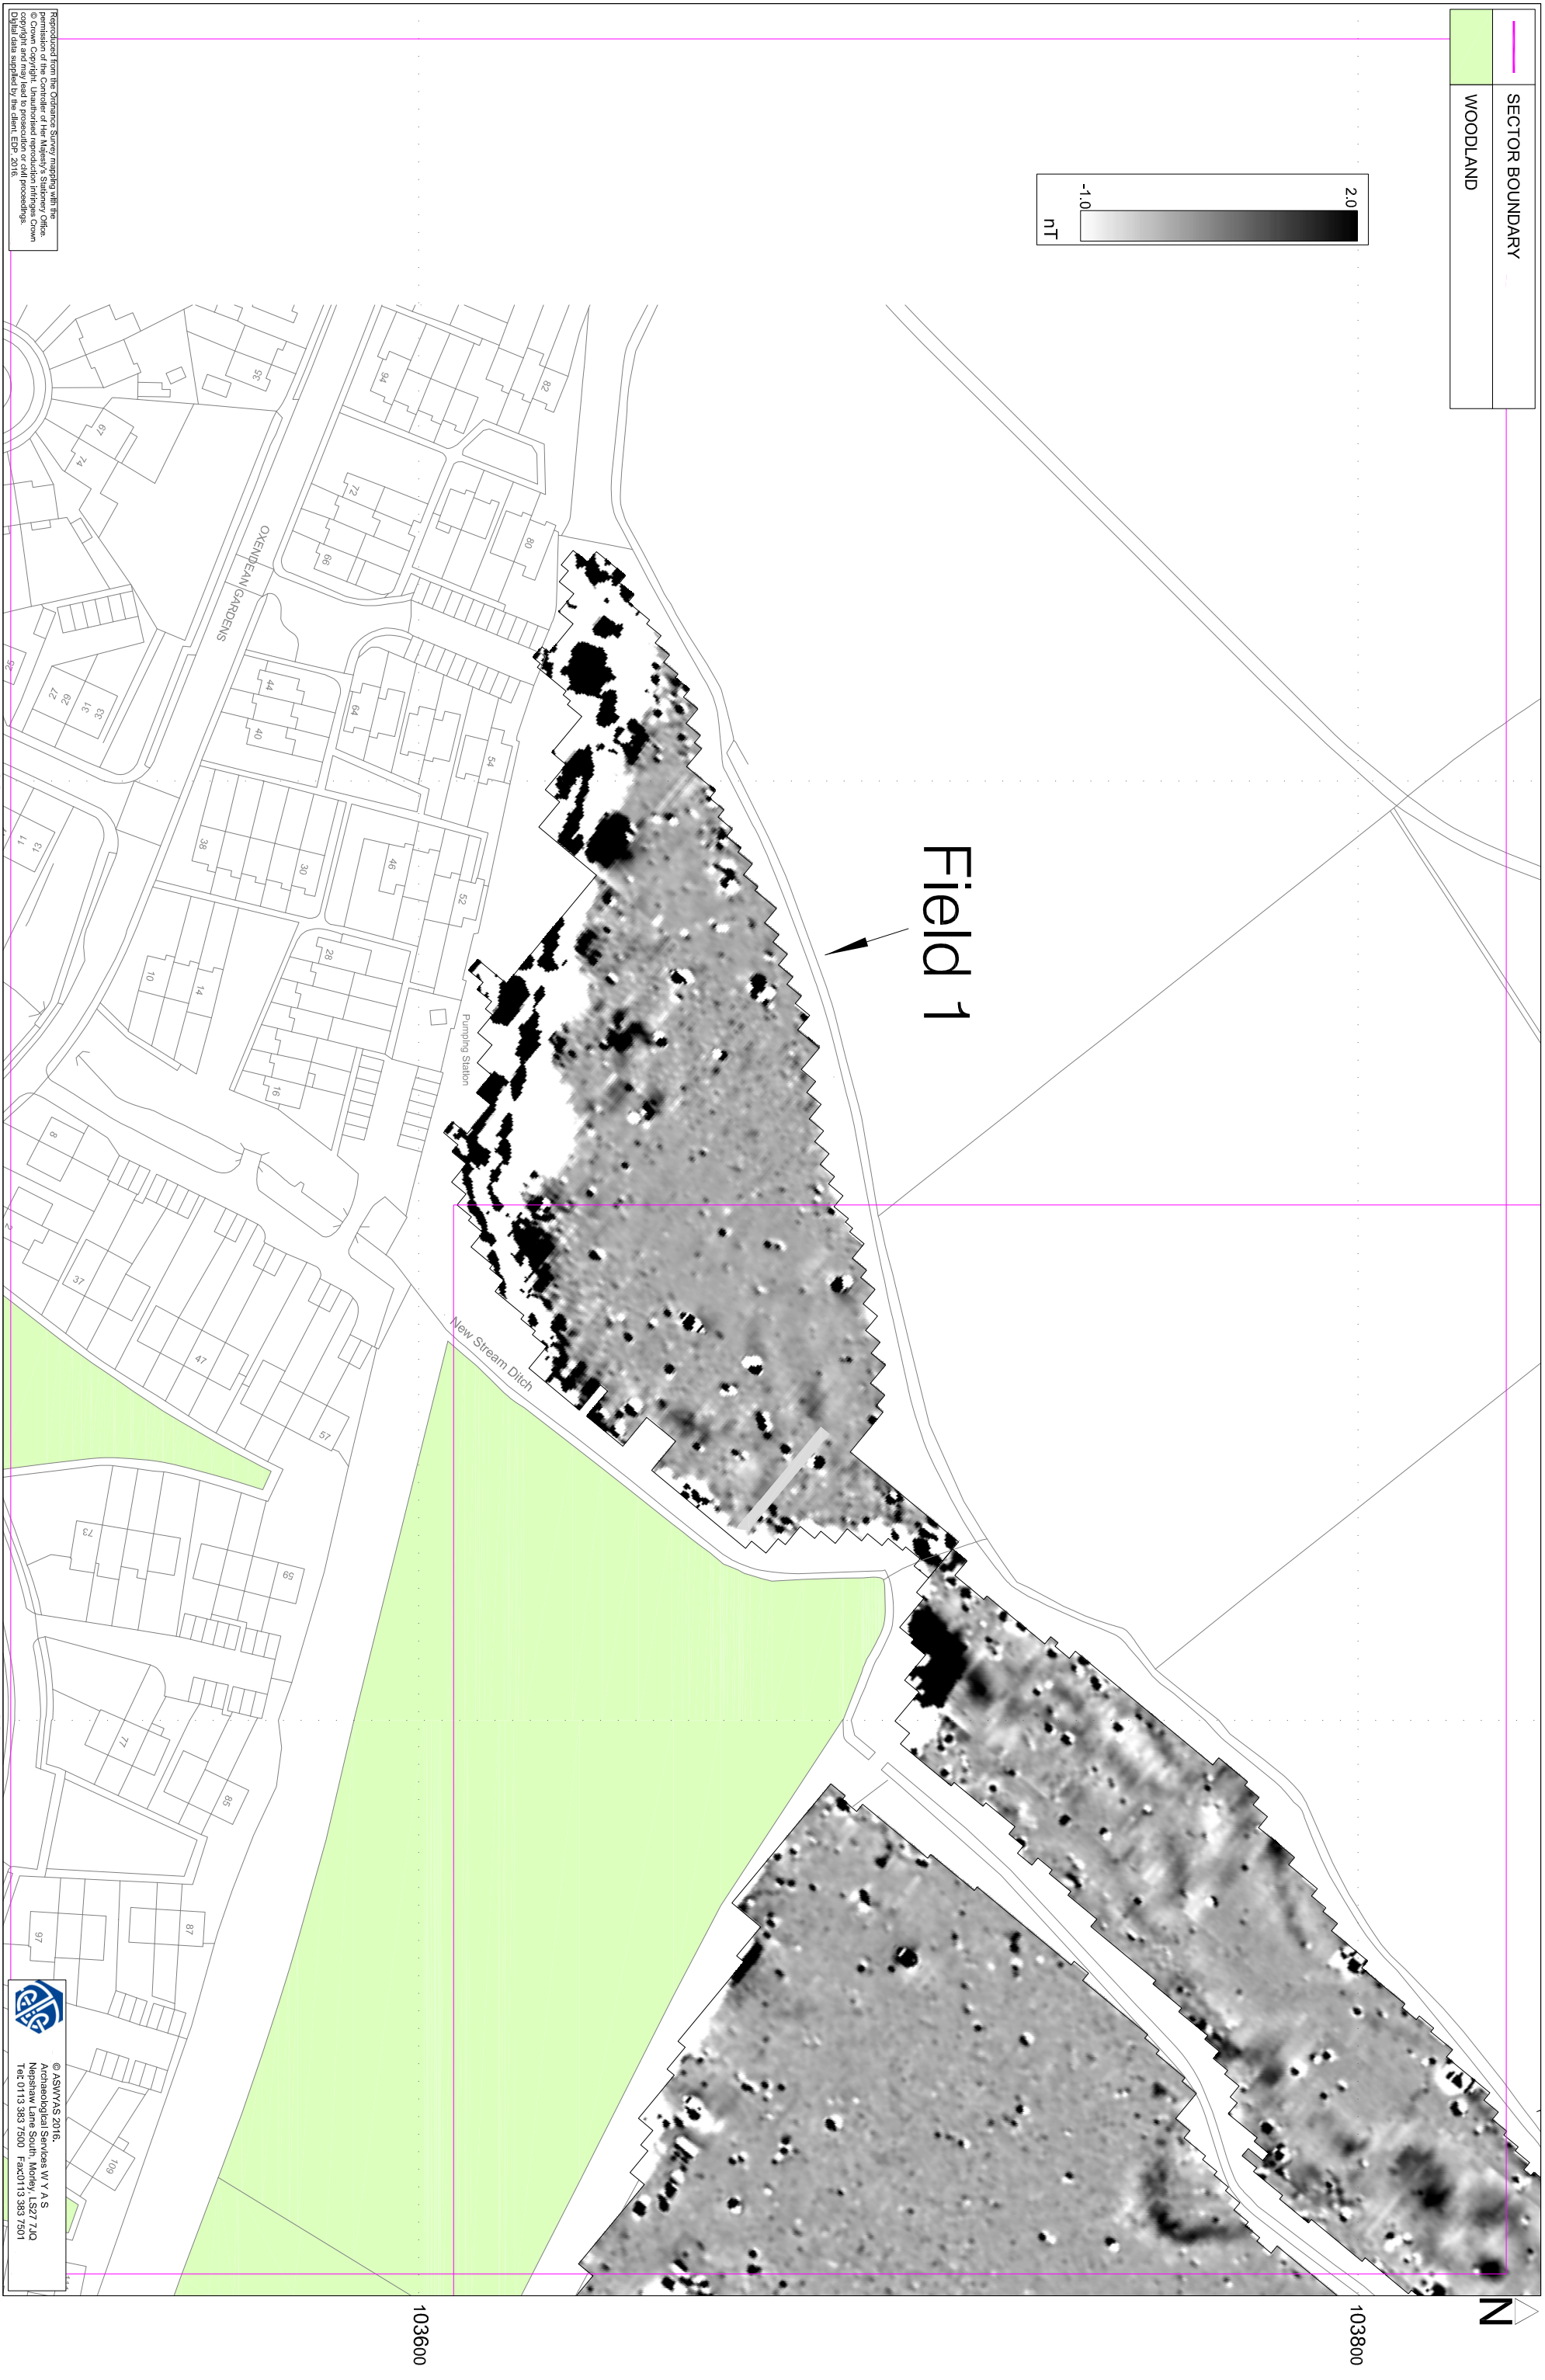 SECTOR BOUNDARY
WOODLAND
2.0
-1.0
nT
Reproduced from the Ordnance Survey mapping with the
permission of the Controller of Her Majesty's Stationery Office.
© Crown Copyright. Unauthorised reproduction infringes Crown
copyright and may lead to prosecution or civil proceedings.
Digital data supplied by the client, EDP, 2016.
Field 1
N
103800
103600
OXENDEAN GARDENS
Pumping Station
New Stream Ditch
82
94
35
67
74
72
66
80
54
64
44
40
25
27
29
31
33
52
46
30
38
11
13
28
16
14
10
8
37
47
57
59
73
77
85
87
97
109
© ASWYAS 2016.
Archaeological Services W Y A S
Nepshaw Lane South, Morley, LS27 7JQ
Tel: 0113 383 7500 Fax:0113 383 7501